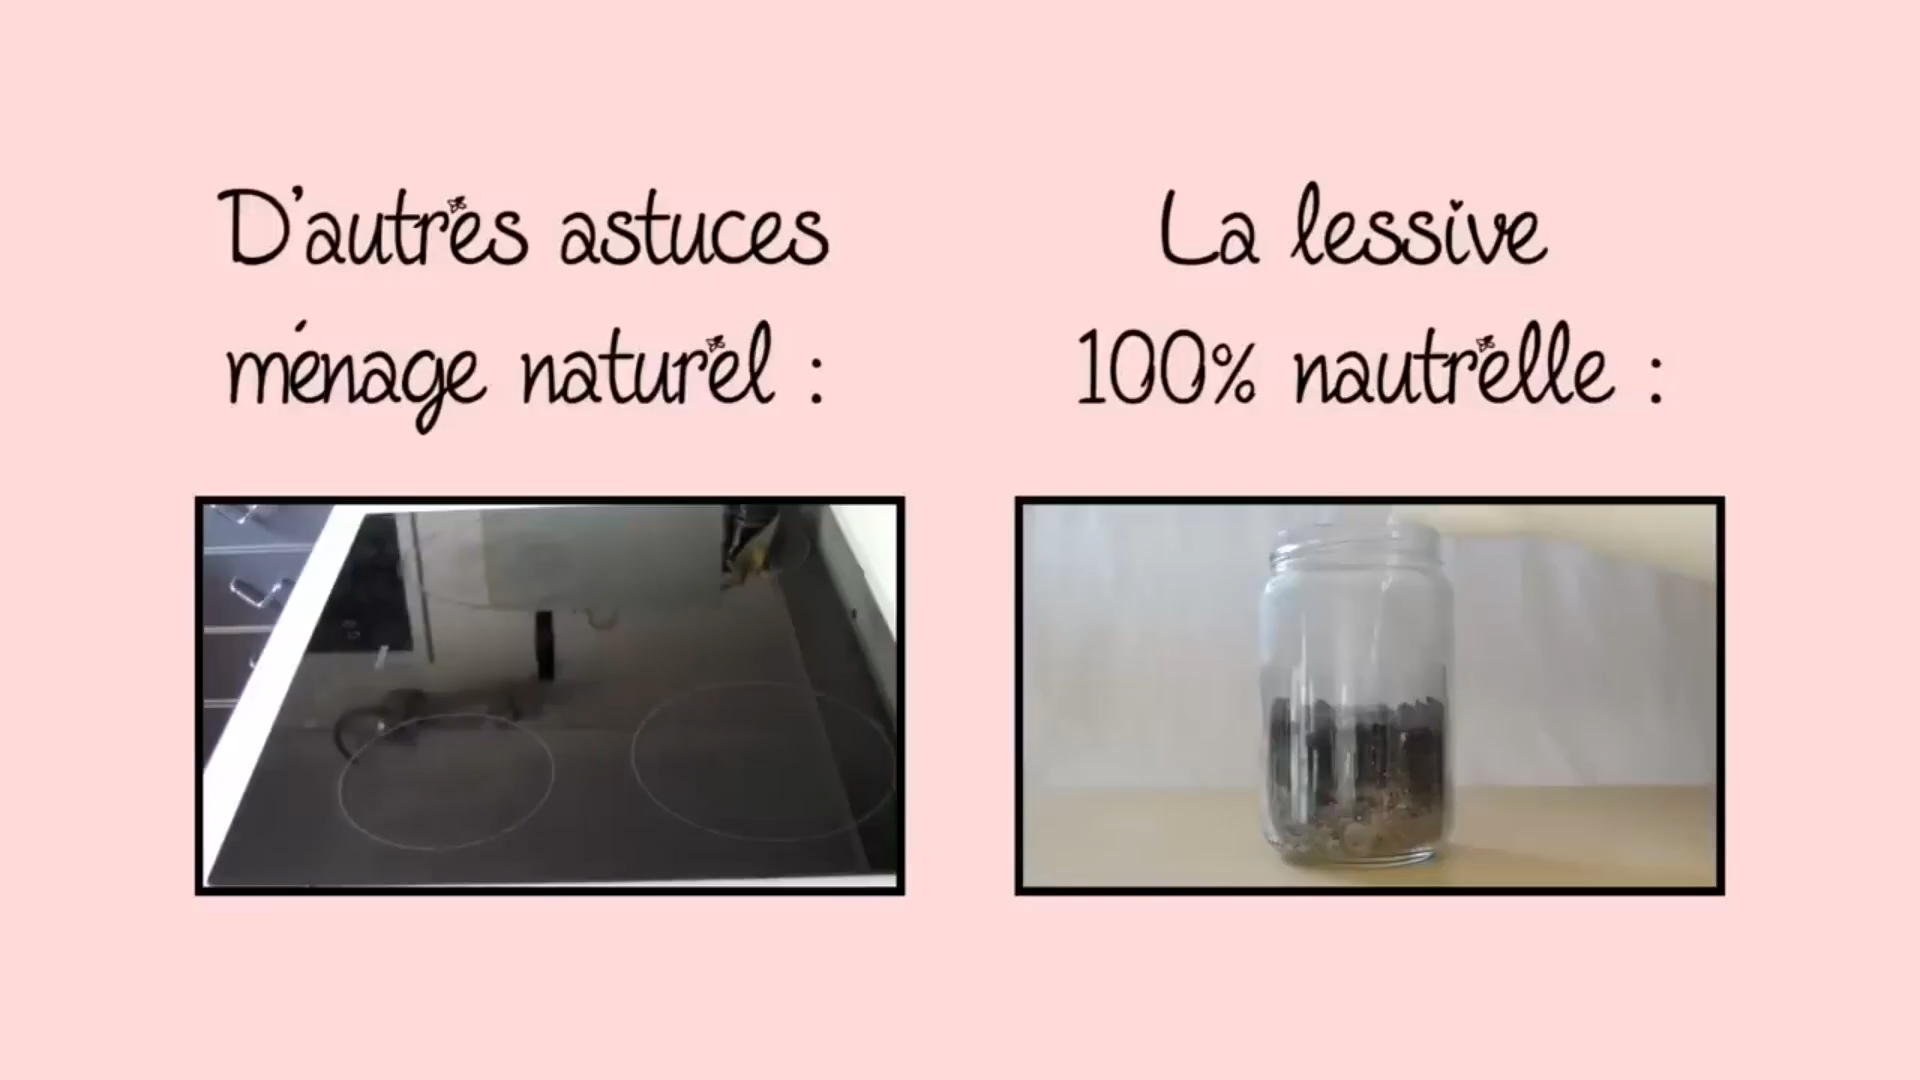 D'autres astuces
ménage naturel :
La lessive
100% nautrelle :